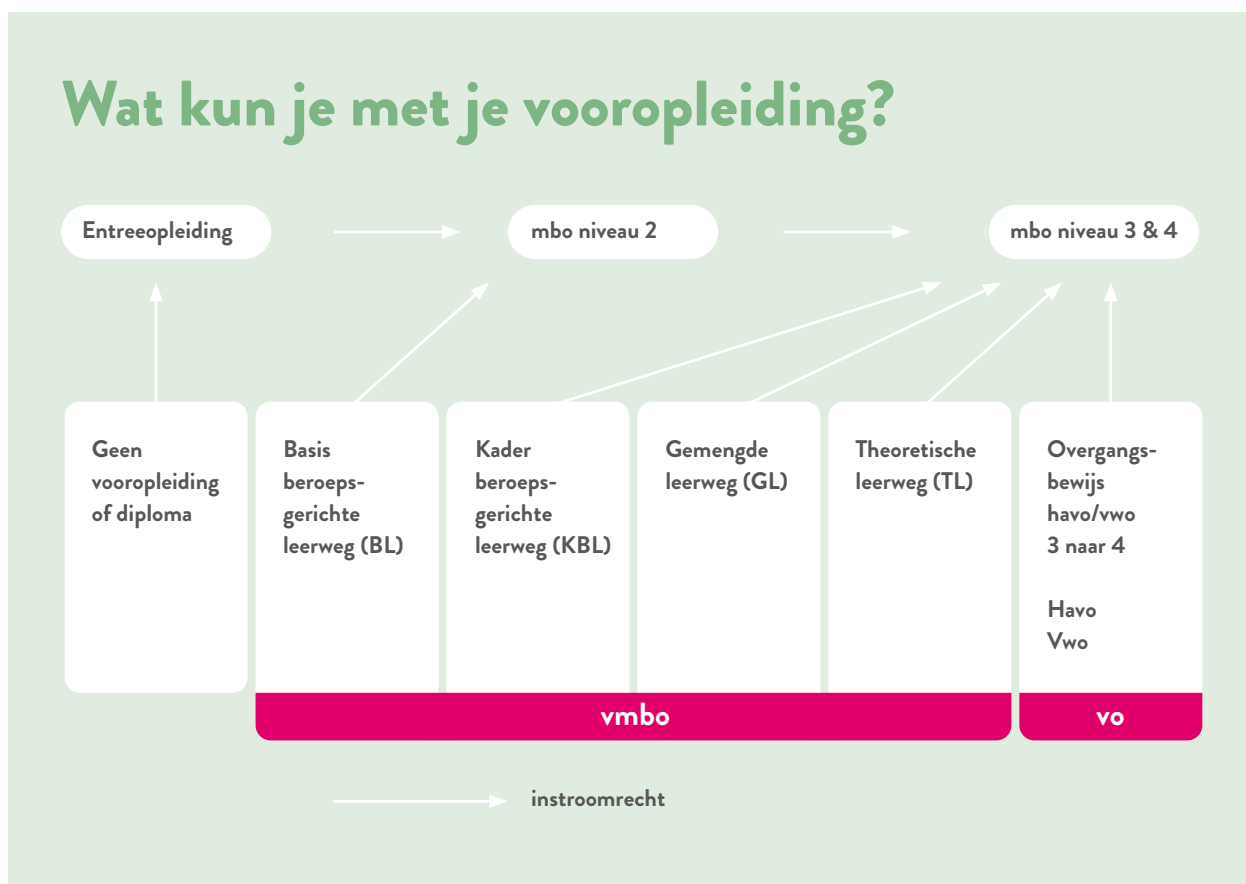 Wat kun je met je vooropleiding?
Entreeopleiding
mbo niveau 2
mbo niveau 3 & 4
Geen
vooropleiding
of diploma
Basis
beroeps-
gerichte
leerweg (BL)
Kader
beroeps-
gerichte
leerweg (KBL)
Gemengde
leerweg (GL)
Theoretische
leerweg (TL)
Overgangs-
bewijs
havo/vwo
3 naar 4
Havo
Vwo
vmbo
vo
instroomrecht